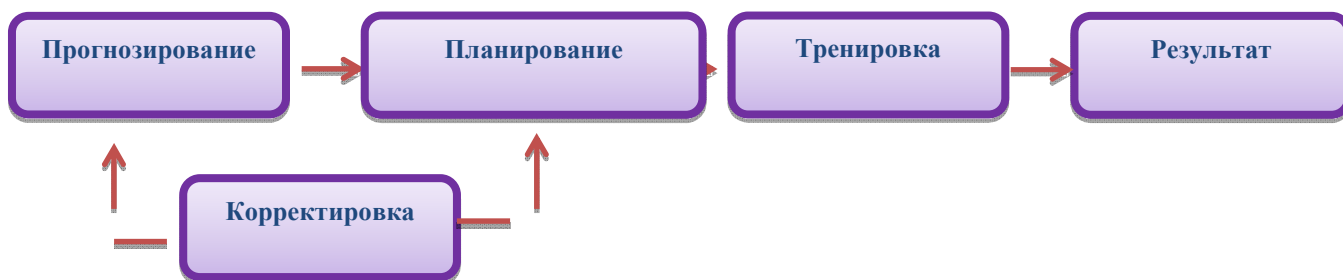 Прогнозирование
Планирование
Тренировка
Результат
Корректировка